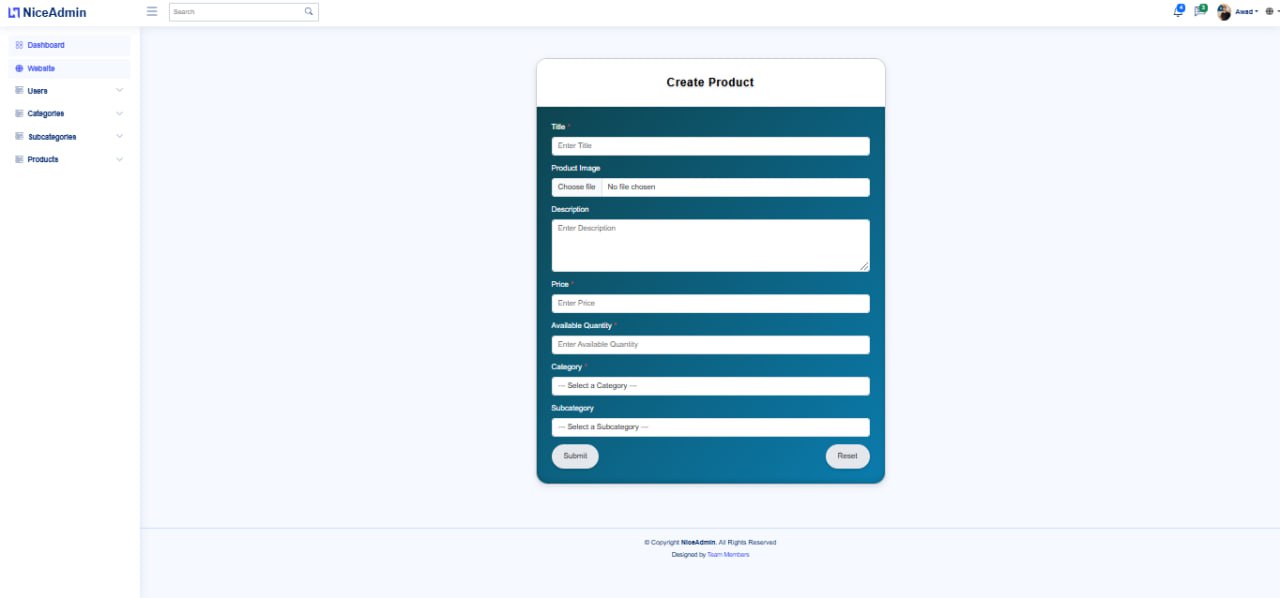 NiceAdmin
Search
4
3
Awad
Dashboard
Website
Users
Categories
Subcategories
Products
Create Product
Title *
Enter Title
Product Image
Choose file No file chosen
Description
Enter Description
Price *
Enter Price
Available Quantity *
Enter Available Quantity
Category *
--- Select a Category ---
Subcategory
--- Select a Subcategory ---
Submit Reset
© Copyright NiceAdmin. All Rights Reserved
Designed by Team Members